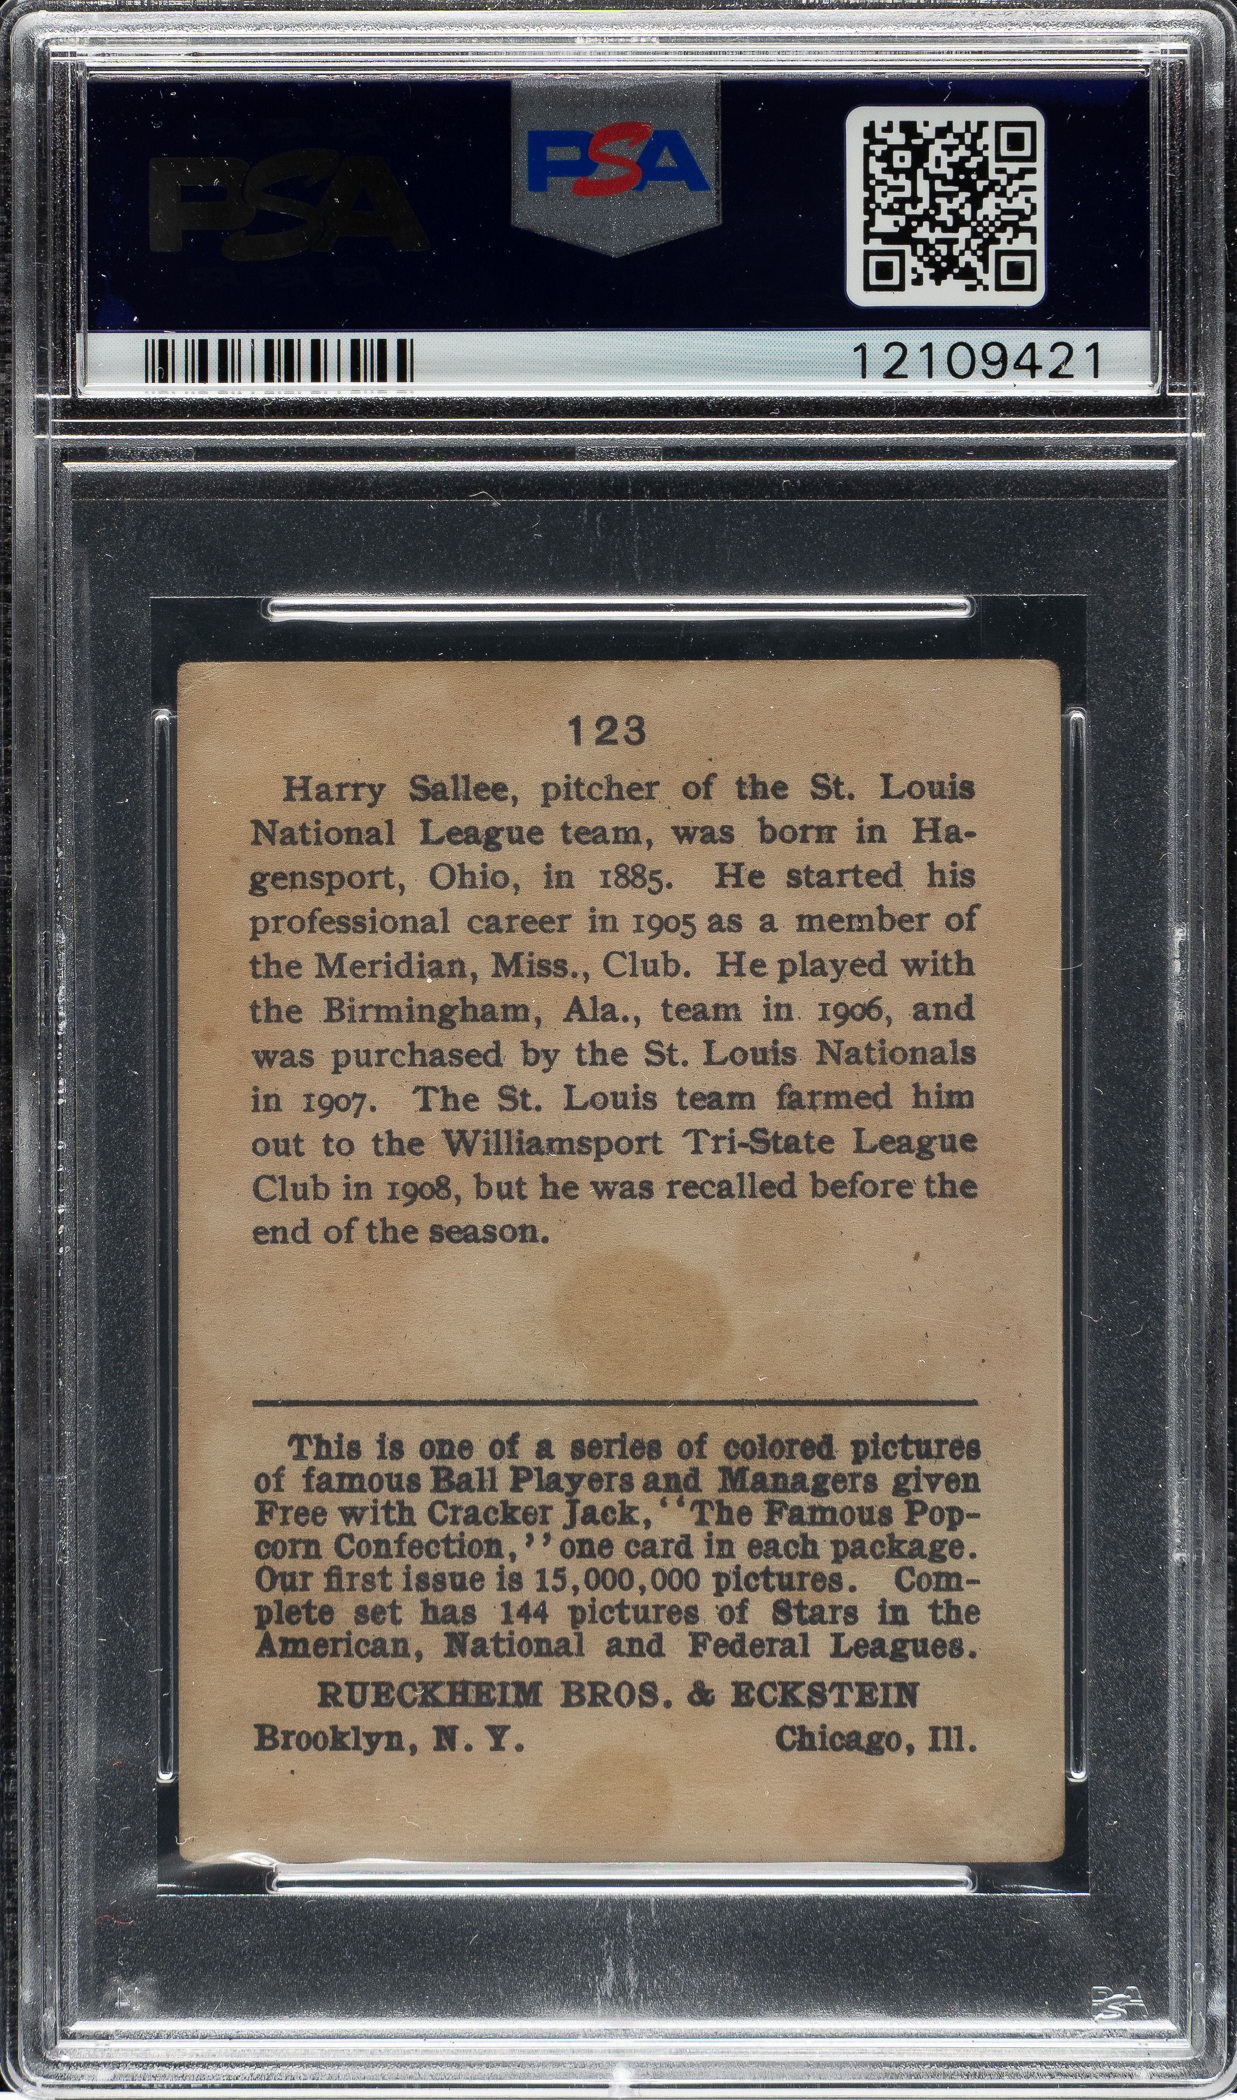 PSA
PSA
12109421
123
Harry Sallee, pitcher of the St. Louis
National League team, was born in Ha-
gensport, Ohio, in 1885. He started his
professional career in 1905 as a member of
the Meridian, Miss., Club. He played with
the Birmingham, Ala., team in 1906, and
was purchased by the St. Louis Nationals
in 1907. The St. Louis team farmed him
out to the Williamsport Tri-State League
Club in 1908, but he was recalled before the
end of the season.
This is one of a series of colored pictures
of famous Ball Players and Managers given
Free with Cracker Jack, “The Famous Pop-
corn Confection,” one card in each package.
Our first issue is 15,000,000 pictures. Com-
plete set has 144 pictures of Stars in the
American, National and Federal Leagues.
RUECKHEIM BROS. & ECKSTEIN
Brooklyn, N. Y. Chicago, Ill.
PSA